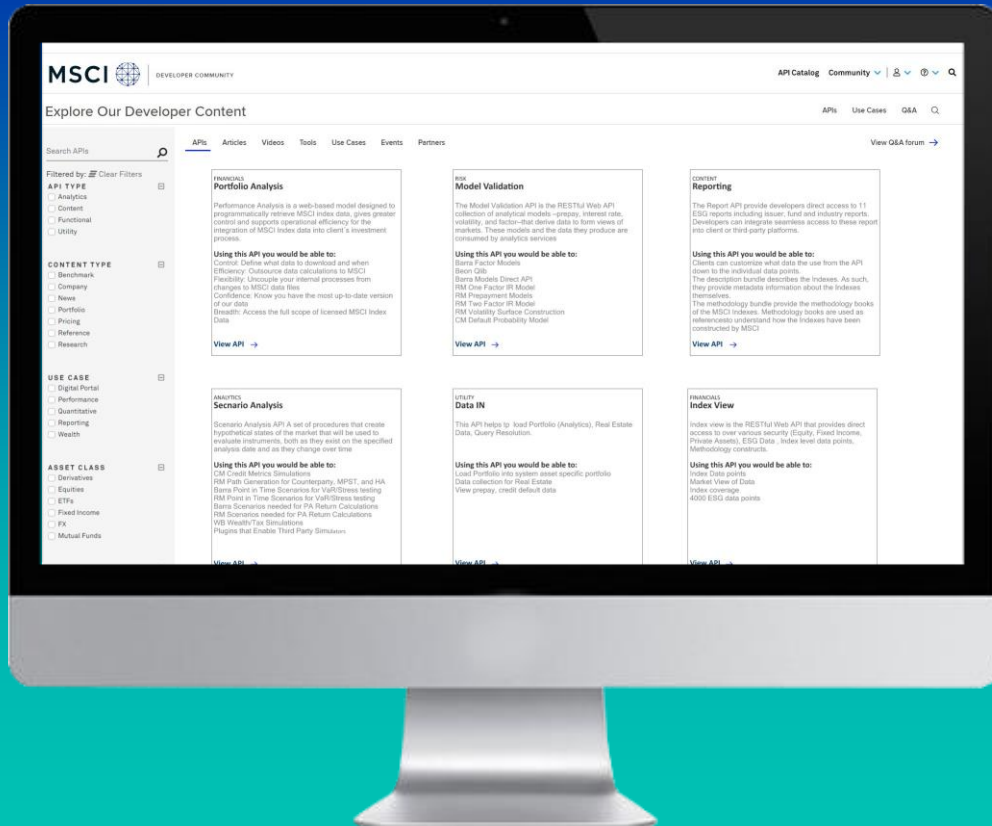 MSCI
DEVELOPER COMMUNITY
API Catalog Community
Explore Our Developer Content
APIs Use Cases Q&A
Search APIs
APIs Articles Videos Tools Use Cases Events Partners
View Q&A forum →
Filtered by: Clear Filters
API TYPE
Analytics
Content
Functional
Utility
CONTENT TYPE
Benchmark
Company
News
Portfolio
Pricing
Reference
Research
USE CASE
Digital Portal
Performance
Quantitative
Reporting
Wealth
ASSET CLASS
Derivatives
Equities
ETFs
Fixed Income
FX
Mutual Funds
FINANCIALS
Portfolio Analysis
Performance Analysis is a web-based model designed to
programmatically retrieve MSCI index data, gives greater
control and supports operational efficiency for the
integration of MSCI Index data into client's investment
process.
Using this API you would be able to:
Control: Define what data to download and when
Efficiency: Outsource data calculations to MSCI
Flexibility: Uncouple your internal processes from
changes to MSCI data files
Confidence: Know you have the most up-to-date version
of our data
Breadth: Access the full scope of licensed MSCI Index
Data
View API →
RISK
Model Validation
The Model Validation API is the RESTful Web API
collection of analytical models –prepay, interest rate,
volatility, and factor–that derive data to form views of
markets. These models and the data they produce are
consumed by analytics services
Using this API you would be able to:
Barra Factor Models
Beon Qlib
Barra Models Direct API
RM One Factor IR Model
RM Prepayment Models
RM Two Factor IR Model
RM Volatility Surface Construction
CM Default Probability Model
View API →
CONTENT
Reporting
The Report API provide developers direct access to 11
ESG reports including issuer, fund and industry reports.
Developers can integrate seamless access to these report
into client or third-party platforms.
Using this API you would be able to:
Clients can customize what data the use from the API
down to the individual data points.
The description bundle describes the Indexes. As such,
they provide metadata information about the Indexes
themselves.
The methodology bundle provide the methodology books
of the MSCI Indexes. Methodology books are used as
referencesto understand how the Indexes have been
constructed by MSCI
View API →
ANALYTICS
Secnario Analysis
Scenario Analysis API A set of procedures that create
hypothetical states of the market that will be used to
evaluate instruments, both as they exist on the specified
analysis date and as they change over time
Using this API you would be able to:
CM Credit Metrics Simulations
RM Path Generation for Counterparty, MPST, and HA
Barra Point in Time Scenarios for VaR/Stress testing
RM Point in Time Scenarios for VaR/Stress testing
Barra Scenarios needed for PA Return Calculations
RM Scenarios needed for PA Return Calculations
WB Wealth/Tax Simulations
Plugins that Enable Third Party Simulators
View API →
UTILITY
Data IN
This API helps tp load Portfolio (Analytics), Real Estate
Data, Query Resolution.
Using this API you would be able to:
Load Portfolio into system asset specific portfolio
Data collection for Real Estate
View prepay, credit default data
View API →
FINANCIALS
Index View
Index view is the RESTful Web API that provides direct
access to over various security (Equity, Fixed Income,
Private Assets), ESG Data , Index level data points,
Methodology constructs.
Using this API you would be able to:
Index Data points
Market View of Data
Index coverage
4000 ESG data points
View API →